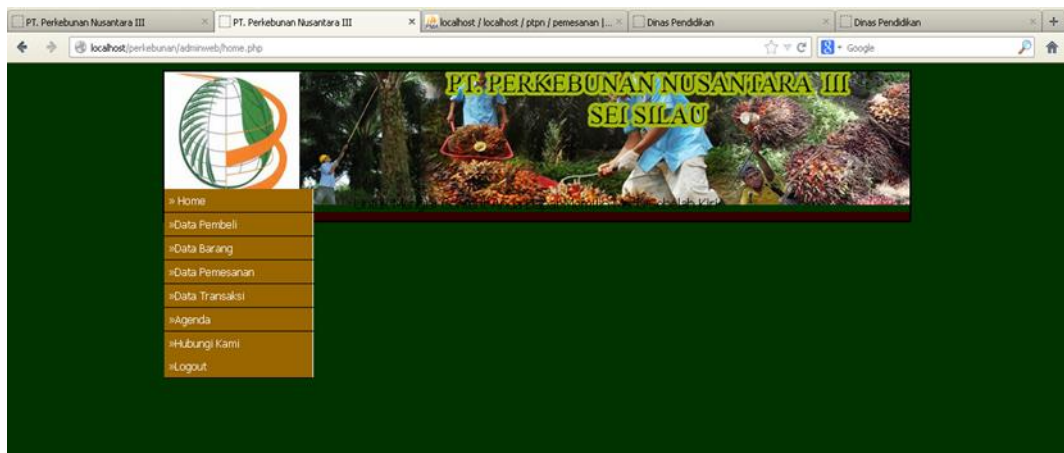 PT. Perkebunan Nusantara III
PT. Perkebunan Nusantara III
localhost / localhost / ptpn / pemesanan |...
Dinas Pendidikan
Dinas Pendidikan
localhost/perkebunan/adminweb/home.php
Google
PT. PERKEBUNAN NUSANTARA III
SEI SILAU
» Home
»Data Pembeli
»Data Barang
»Data Pemesanan
»Data Transaksi
»Agenda
»Hubungi Kami
»Logout